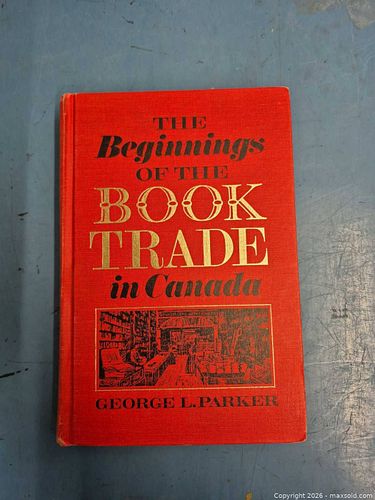 THE
Beginnings
OF THE
BOOK
TRADE
in Canada
GEORGE L. PARKER
Copyright 2026 - maxsold.com